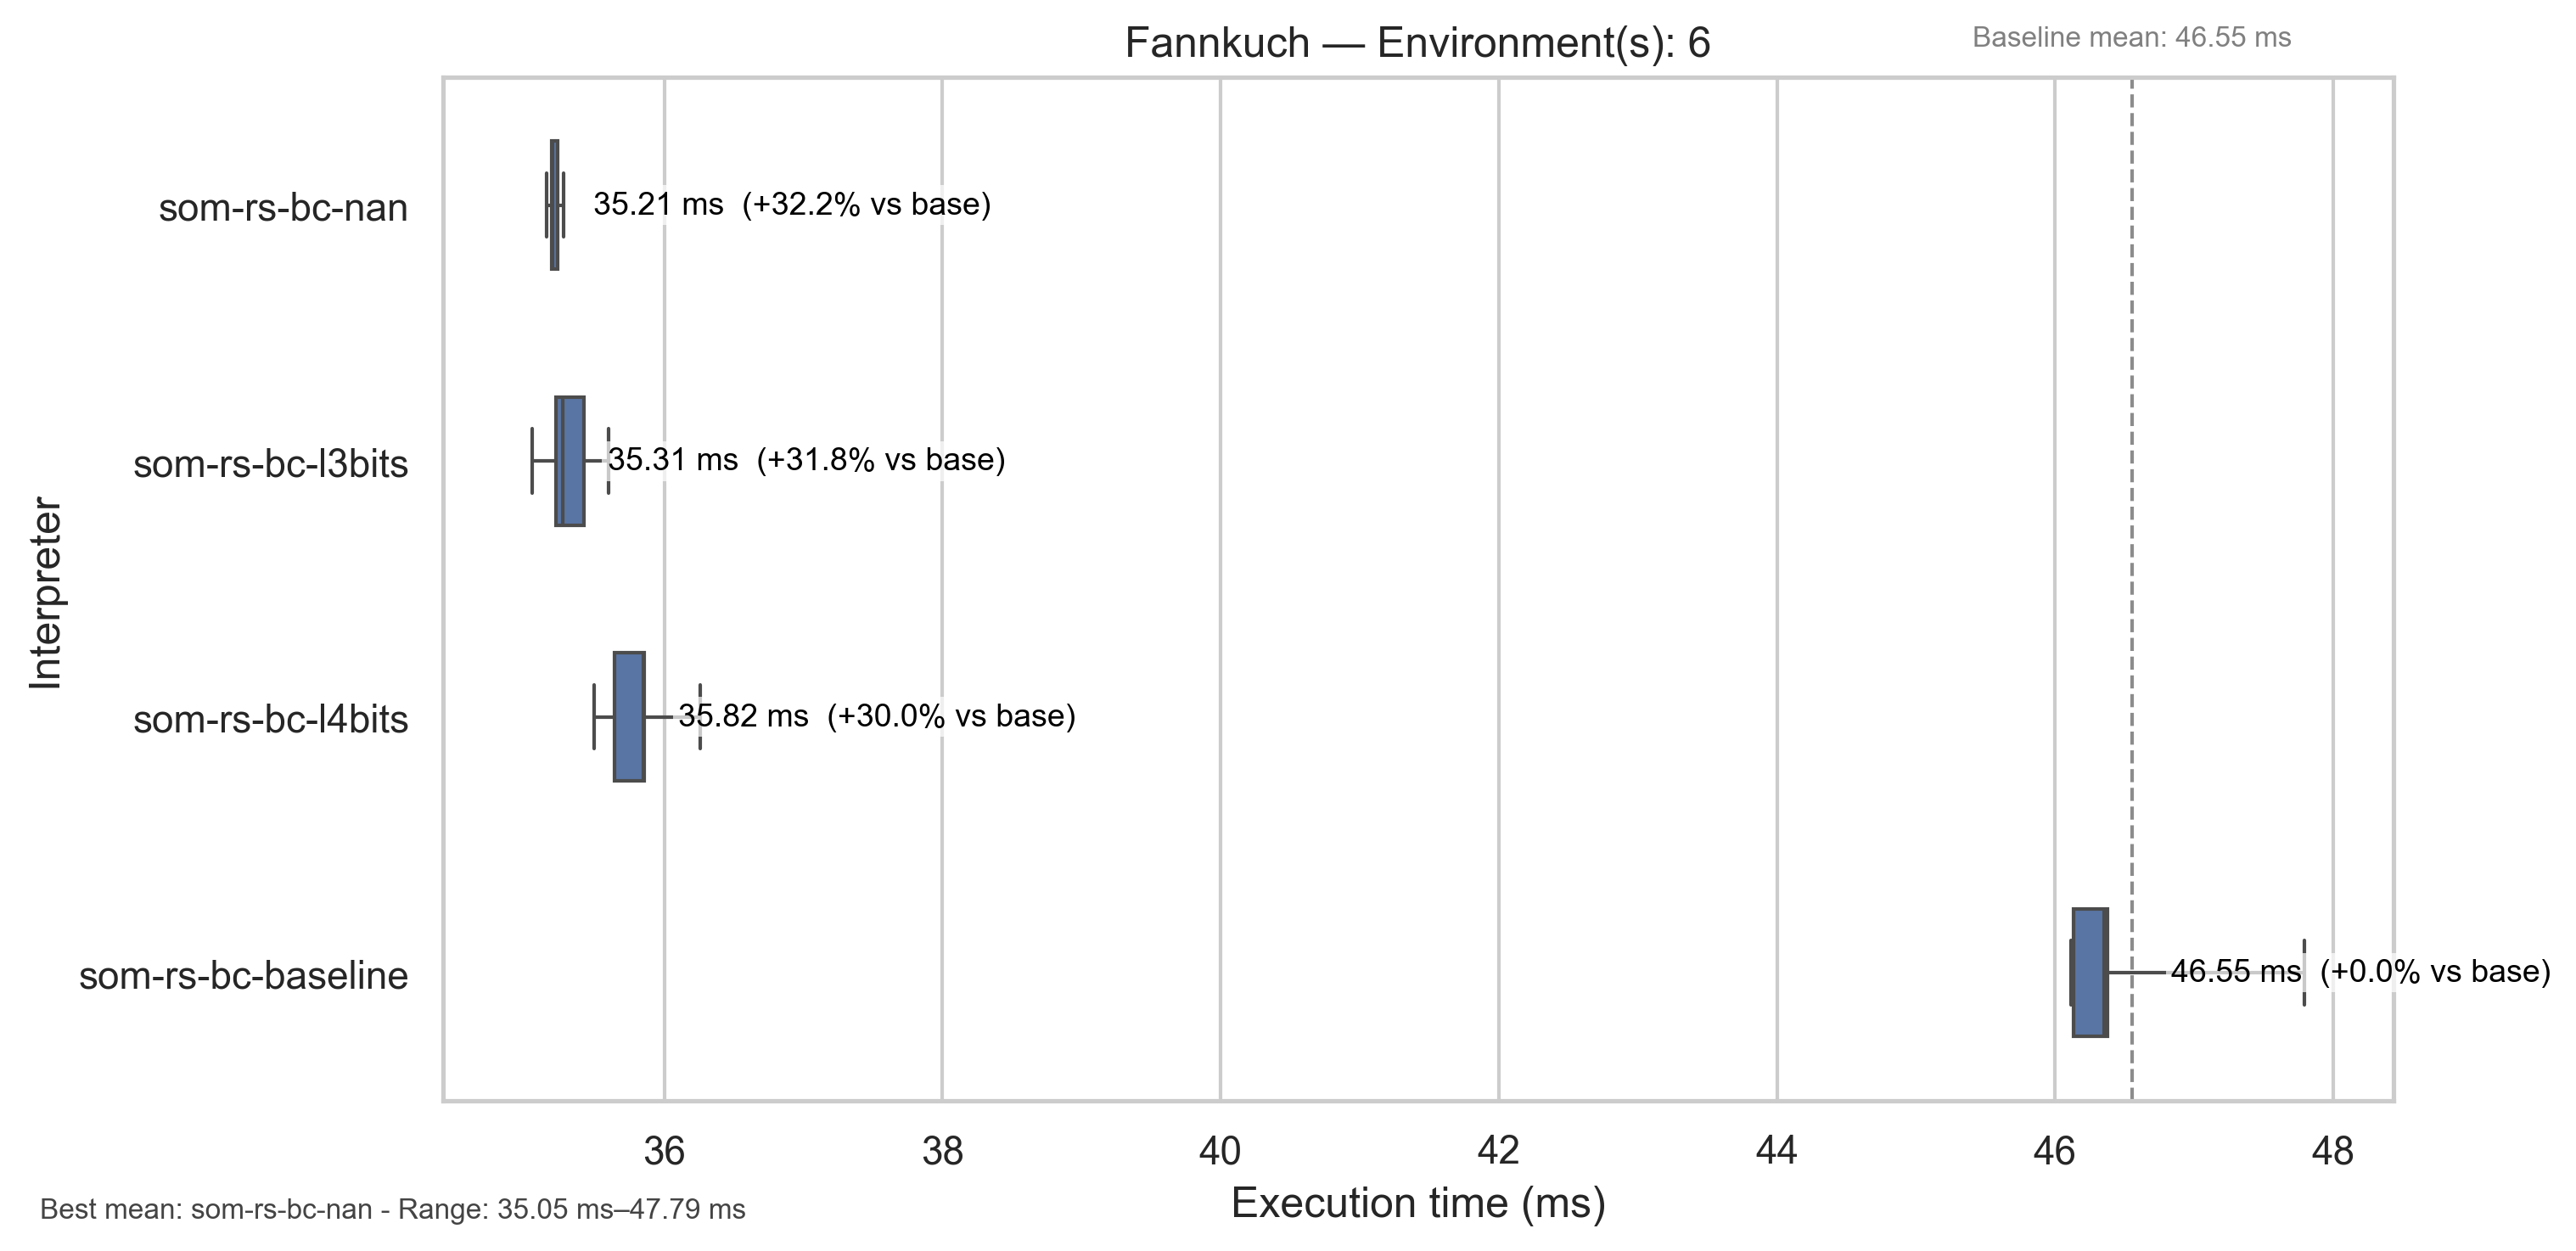 Fannkuch — Environment(s): 6
Baseline mean: 46.55 ms
som-rs-bc-nan
35.21 ms (+32.2% vs base)
som-rs-bc-l3bits
35.31 ms (+31.8% vs base)
som-rs-bc-l4bits
35.82 ms (+30.0% vs base)
som-rs-bc-baseline
46.55 ms (+0.0% vs base)
Interpreter
36 38 40 42 44 46 48
Execution time (ms)
Best mean: som-rs-bc-nan - Range: 35.05 ms–47.79 ms